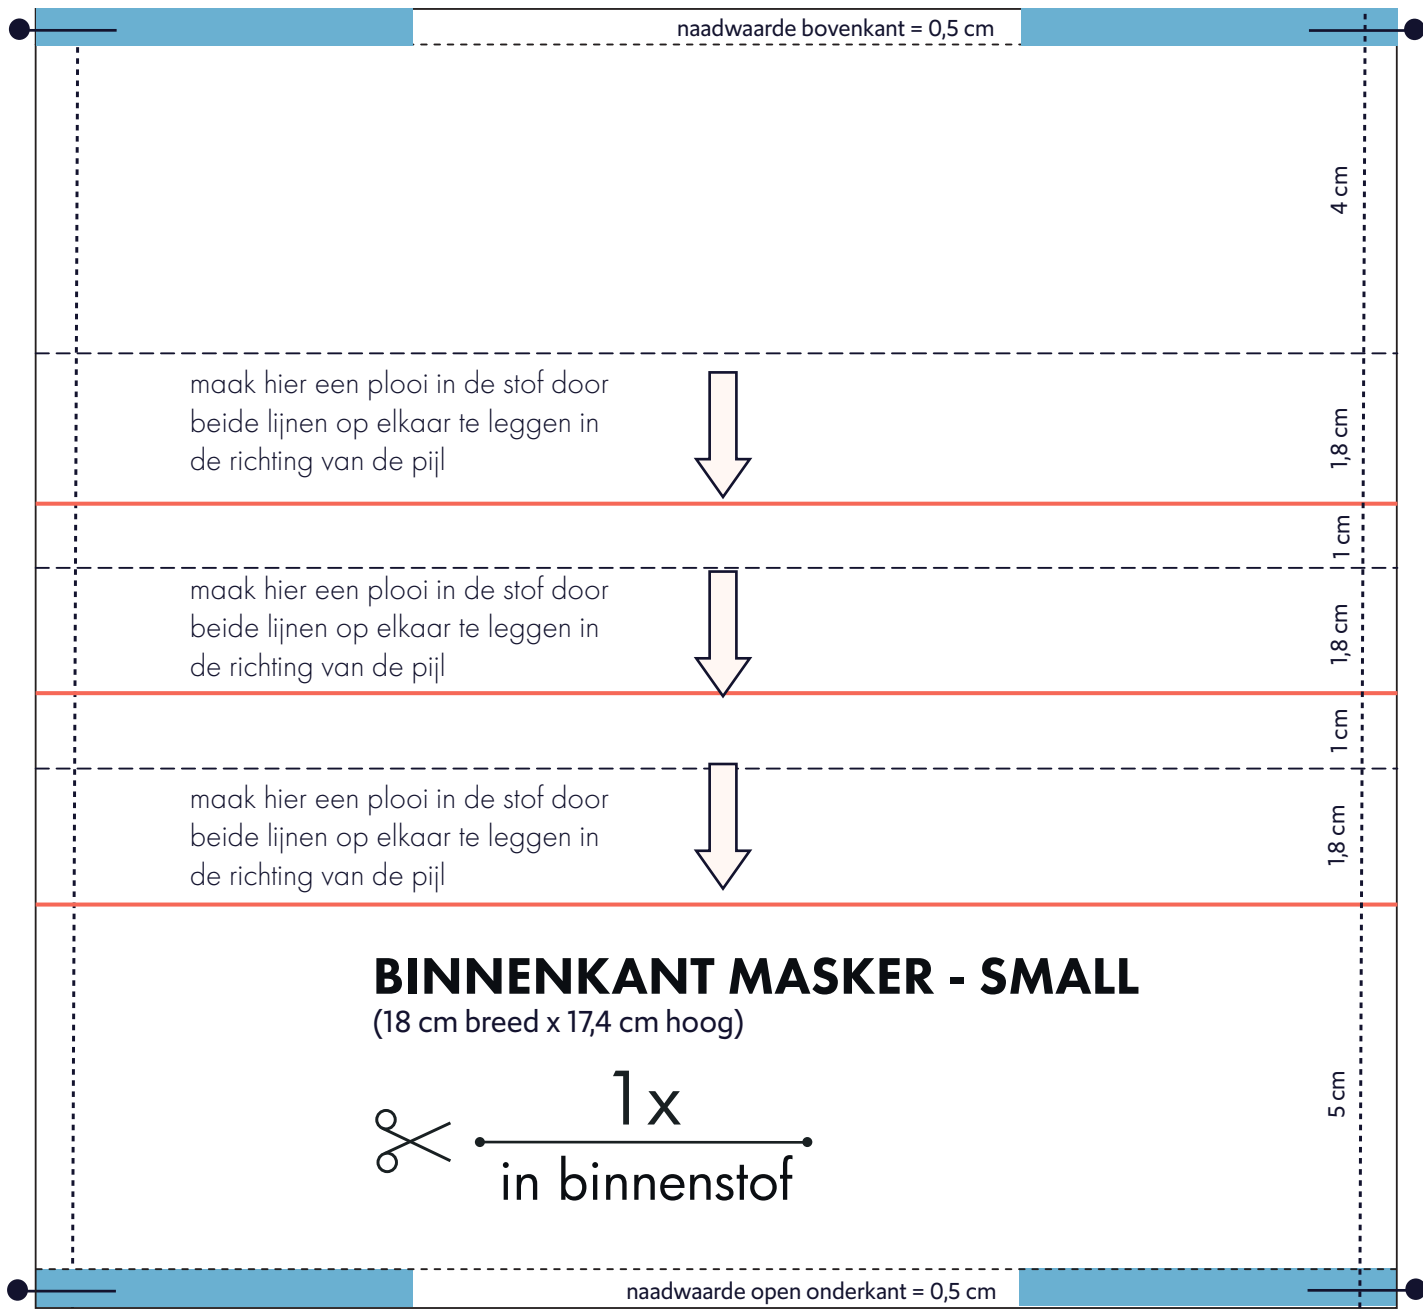 naadwaarde bovenkant = 0,5 cm
4 cm
maak hier een plooi in de stof door
beide lijnen op elkaar te leggen in
de richting van de pijl
1,8 cm
1 cm
maak hier een plooi in de stof door
beide lijnen op elkaar te leggen in
de richting van de pijl
1,8 cm
1 cm
maak hier een plooi in de stof door
beide lijnen op elkaar te leggen in
de richting van de pijl
1,8 cm
BINNENKANT MASKER - SMALL
(18 cm breed x 17,4 cm hoog)
1x
in binnenstof
5 cm
naadwaarde open onderkant = 0,5 cm